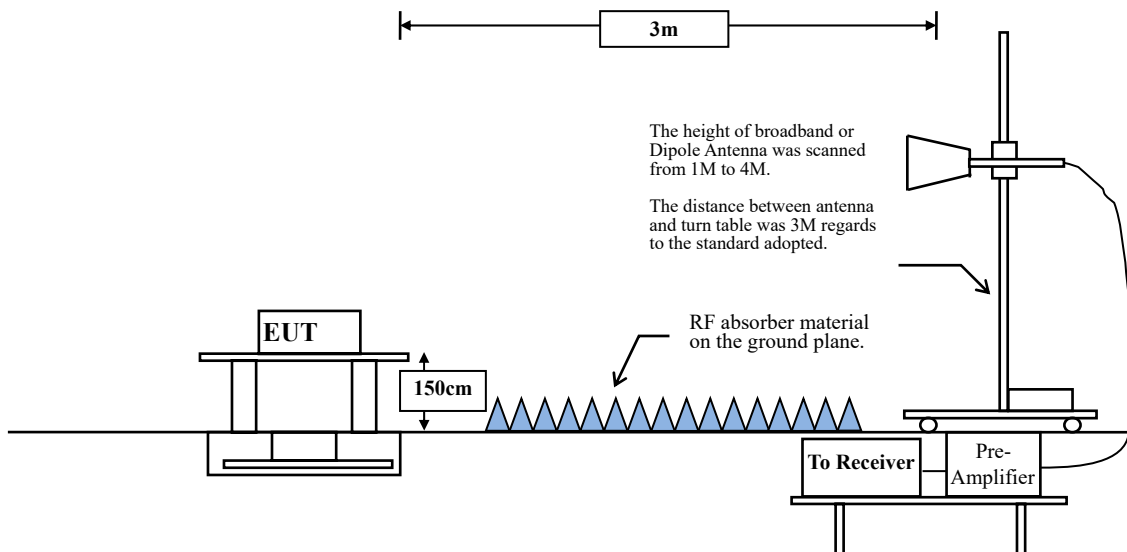 3m
The height of broadband or
Dipole Antenna was scanned
from 1M to 4M.
The distance between antenna
and turn table was 3M regards
to the standard adopted.
EUT
RF absorber material
on the ground plane.
150cm
To Receiver
Pre-
Amplifier